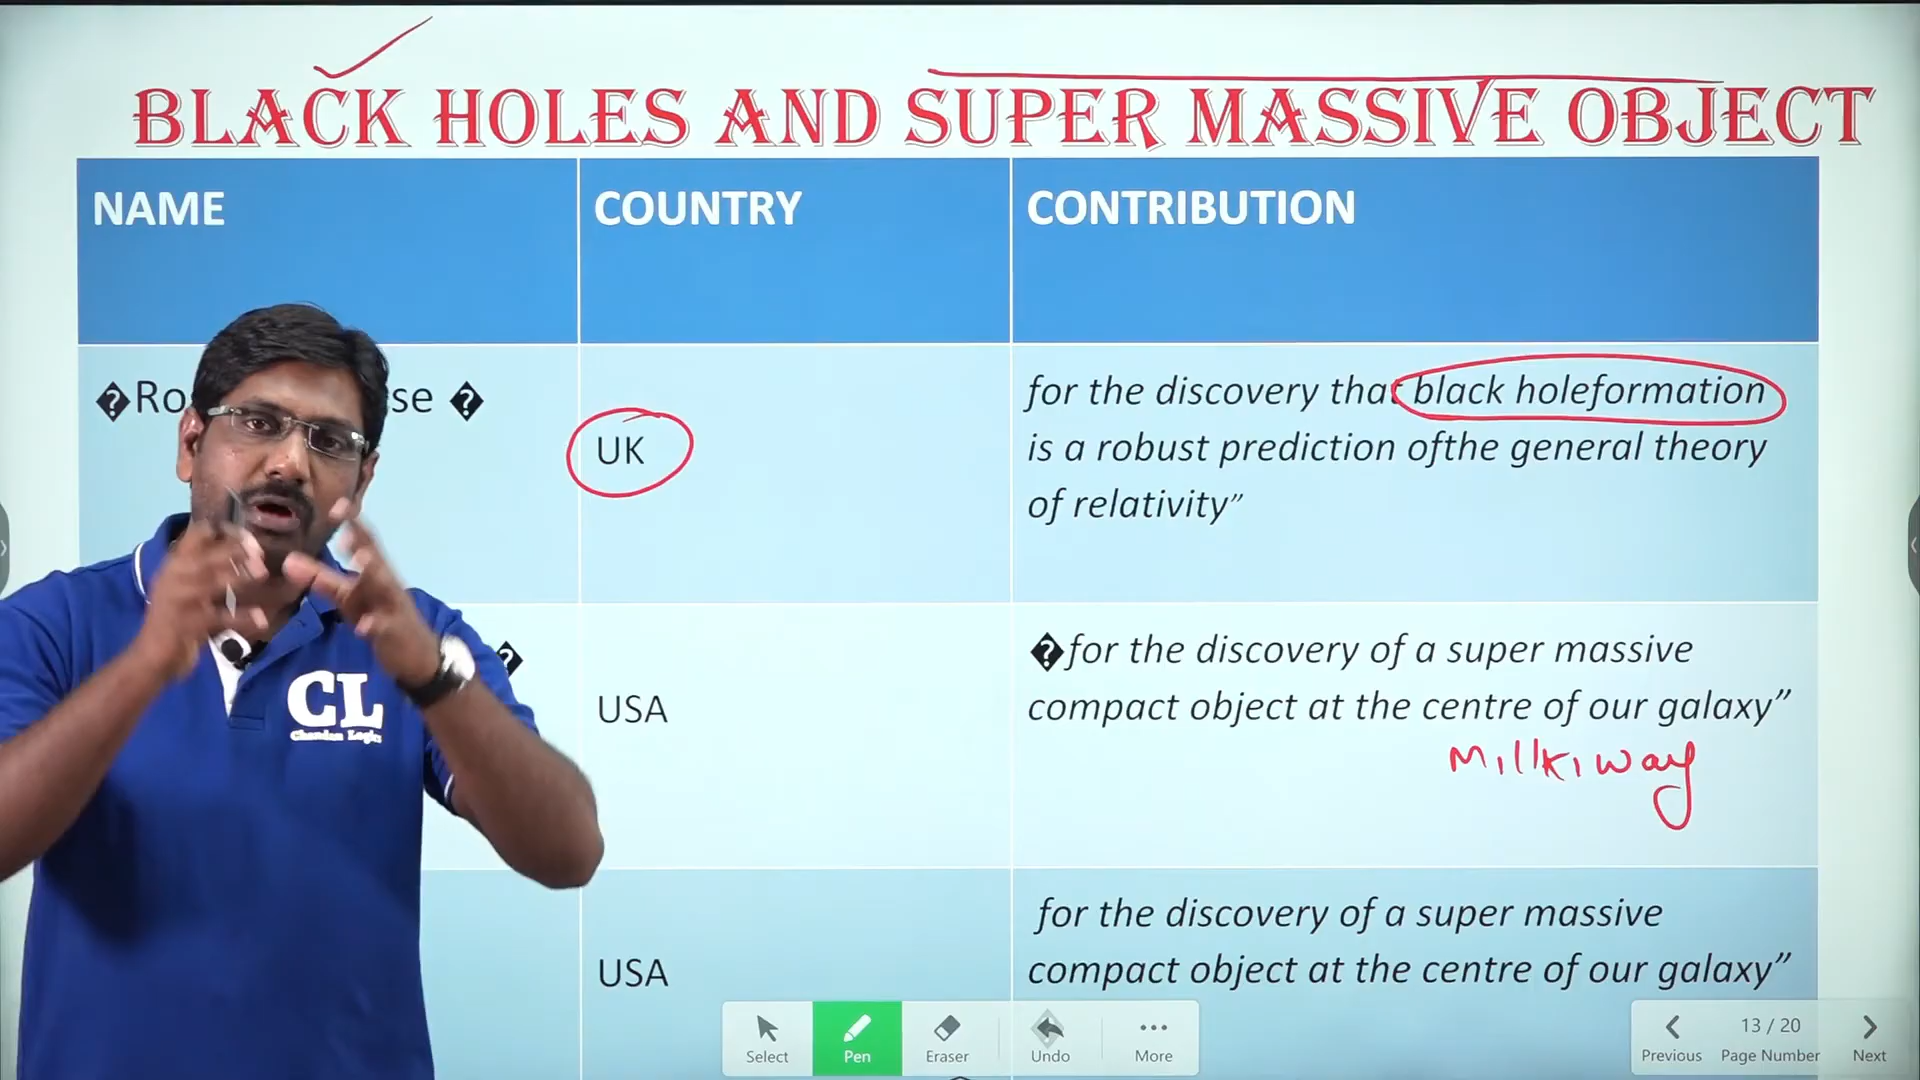 BLACK HOLES AND SUPER MASSIVE OBJECT
NAME
COUNTRY
CONTRIBUTION
UK
for the discovery that black holeformation
is a robust prediction ofthe general theory
of relativity”
USA
�for the discovery of a super massive
compact object at the centre of our galaxy”
Millkiway
USA
for the discovery of a super massive
compact object at the centre of our galaxy”
CL
Chandan Logics
Select
Pen
Eraser
Undo
More
13 / 20
Previous
Page Number
Next